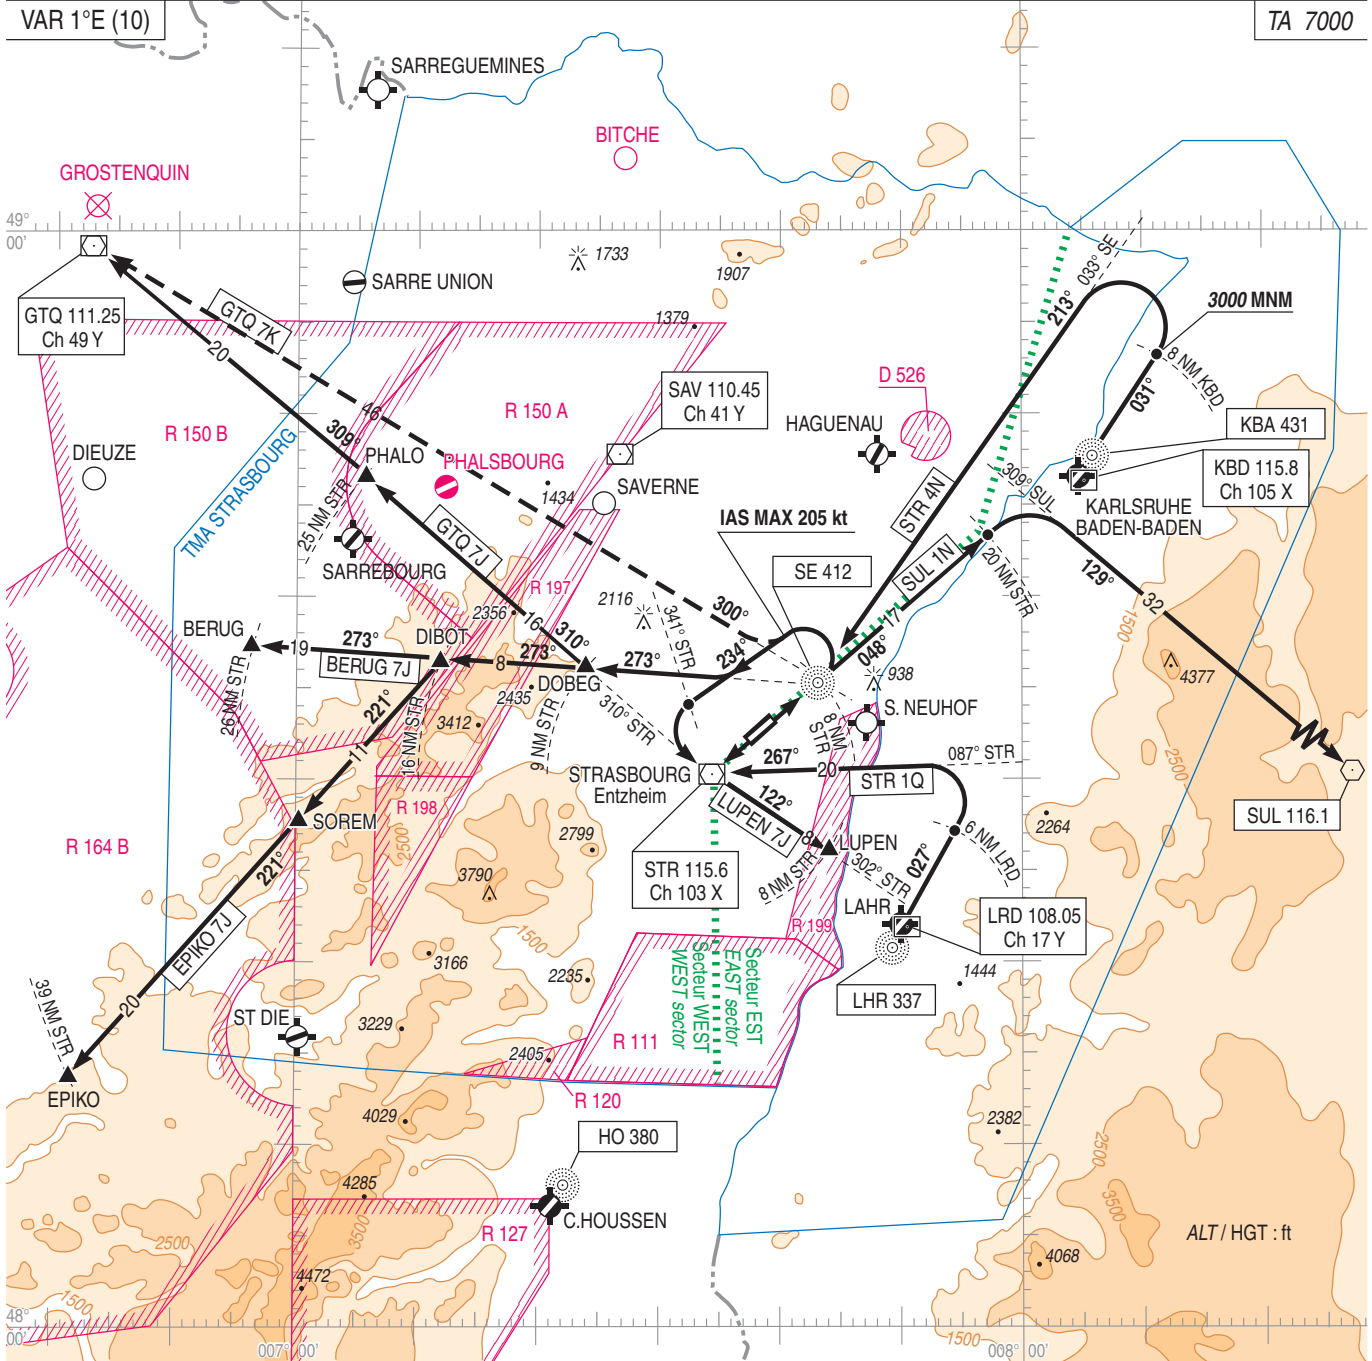 VAR 1°E (10)
TA 7000
SARREGUEMINES
BITCHE
GROSTENQUIN
49°
00'
1733
1907
033° SE
SARRE UNION
213°
3000 MNM
GTQ 111.25
Ch 49 Y
GTQ 7K
20
1379
8 NM KBD
031°
D 526
SAV 110.45
Ch 41 Y
R 150 A
46
R 150 B
309°
HAGUENAU
KBA 431
DIEUZE
PHALO
PHALSBOURG
KBD 115.8
Ch 105 X
309° SUL
TMA STRASBOURG
25 NM STR
1434
SAVERNE
STR 4N
KARLSRUHE
BADEN-BADEN
GTQ 7J
IAS MAX 205 kt
SARREBOURG
SE 412
SUL 1N
20 NM STR
129°
R 197
32
2356
16
2116
341° STR
300°
17
1500
BERUG
19
273°
DIBOT
310°
273°
8
273°
234°
048°
BERUG 7J
DOBEG
938
4377
26 NM STR
221°
2435
3412
310° STR
8 NM
STR
S. NEUHOF
16 NM STR
9 NM STR
267°
087° STR
2500
11
STRASBOURG
Entzheim
20
STR 1Q
122°
R 198
LUPEN 7J
SUL 116.1
SOREM
2500
2799
8
LUPEN
6 NM LRD
2264
R 164 B
221°
3790
STR 115.6
Ch 103 X
8 NM STR
302° STR
027°
LAHR
LRD 108.05
Ch 17 Y
EPIKO 7J
1500
R 199
3166
2235
Secteur WEST
WEST sector
Secteur EST
EAST sector
1444
39 NM STR
20
LHR 337
ST DIE
3229
R 111
2405
EPIKO
R 120
4029
HO 380
2382
2500
4285
3500
C.HOUSSEN
R 127
3500
ALT / HGT : ft
2500
4068
4472
1500
48°
00'
1500
007° 00'
008° 00'